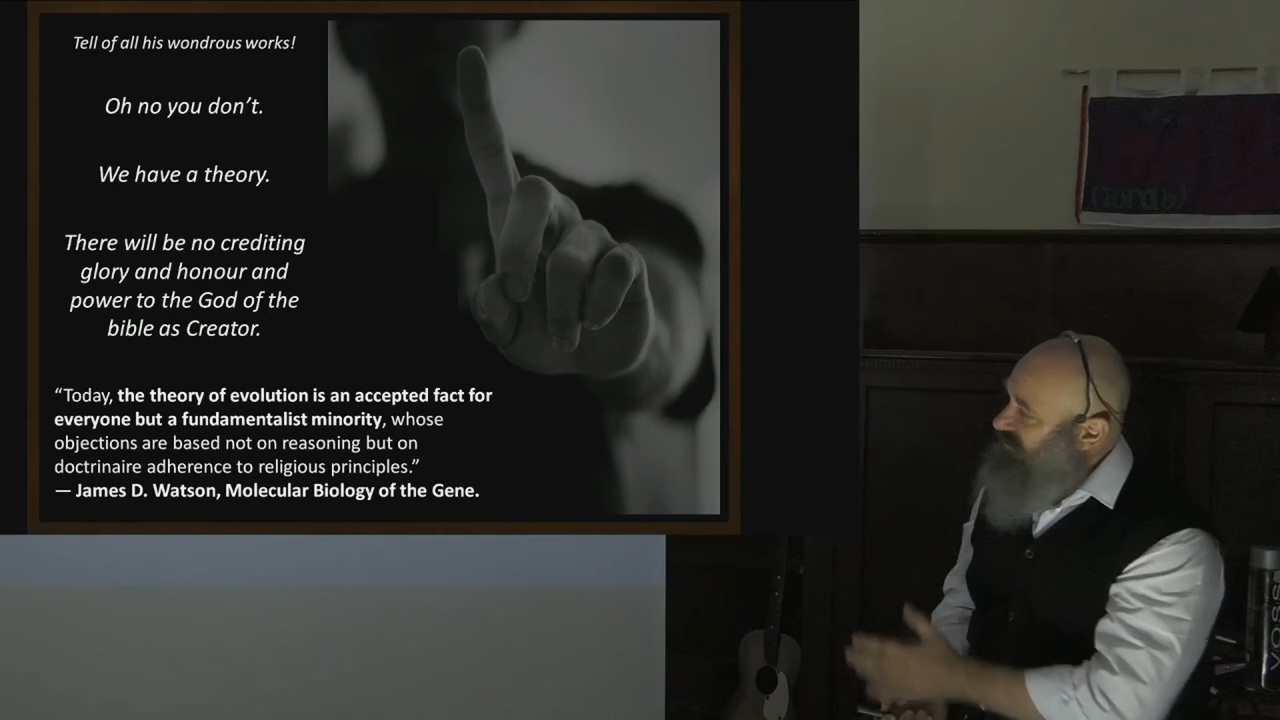 Tell of all his wondrous works!
Oh no you don't.
We have a theory.
There will be no crediting
glory and honour and
power to the God of the
bible as Creator.
“Today, the theory of evolution is an accepted fact for
everyone but a fundamentalist minority, whose
objections are based not on reasoning but on
doctrinaire adherence to religious principles.”
— James D. Watson, Molecular Biology of the Gene.
VOSS